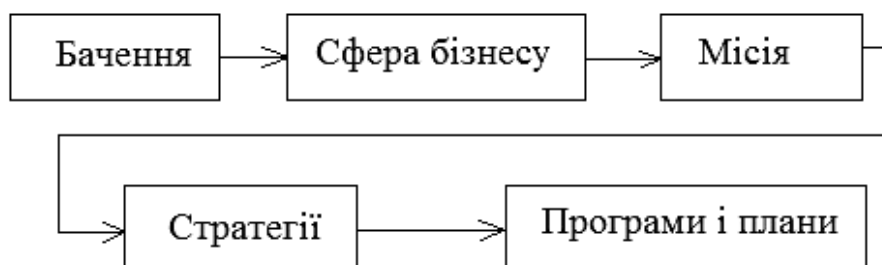 Бачення
Сфера бізнесу
Місія
Стратегії
Програми і плани